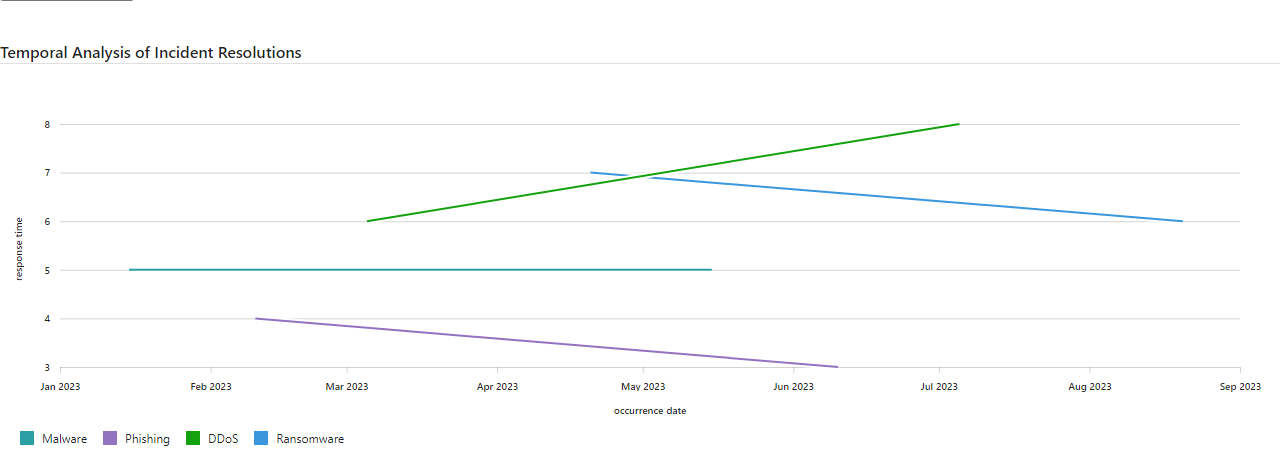 Temporal Analysis of Incident Resolutions
8
7
6
5
4
3
response time
Jan 2023 Feb 2023 Mar 2023 Apr 2023 May 2023 Jun 2023 Jul 2023 Aug 2023 Sep 2023
occurrence date
Malware Phishing DDoS Ransomware